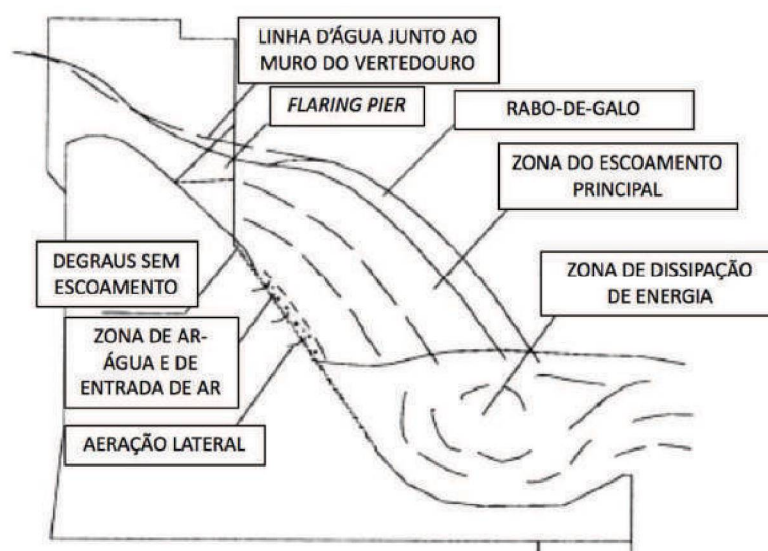 LINHA D'ÁGUA JUNTO AO
MURO DO VERTEDOURO
FLARING PIER
RABO-DE-GALO
ZONA DO ESCOAMENTO
PRINCIPAL
DEGRAUS SEM
ESCOAMENTO
ZONA DE DISSIPAÇÃO
DE ENERGIA
ZONA DE AR-
ÁGUA E DE
ENTRADA DE AR
AERAÇÃO LATERAL